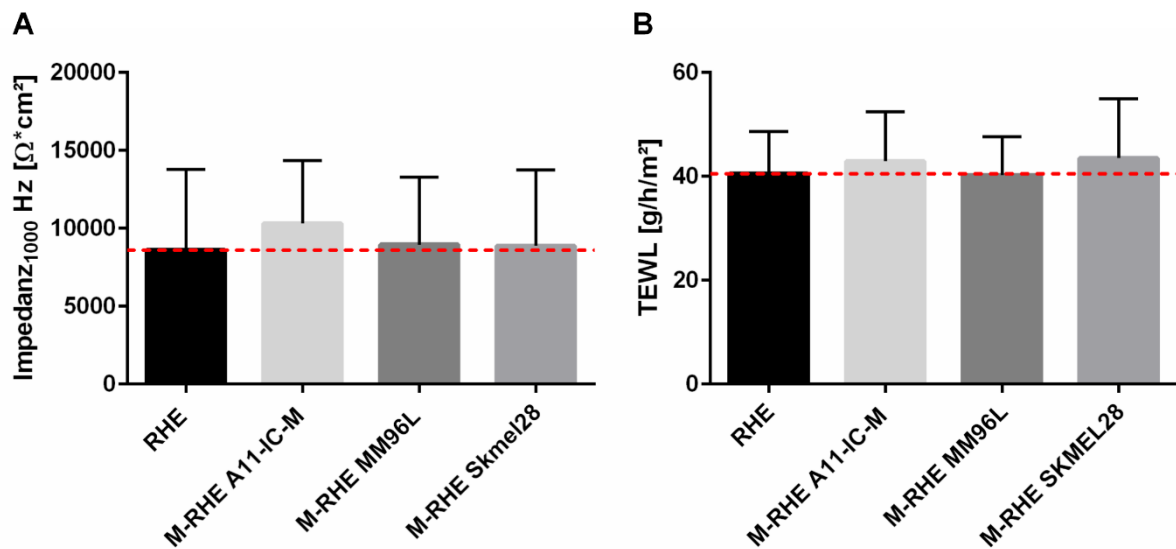 A
Impedanz₁₀₀₀ Hz [Ω*cm²]
20000
15000
10000
5000
0
RHE
M-RHE A11-IC-M
M-RHE MM96L
M-RHE Skmel28
B
TEWL [g/h/m²]
60
40
20
0
RHE
M-RHE A11-IC-M
M-RHE MM96L
M-RHE SKMEL28